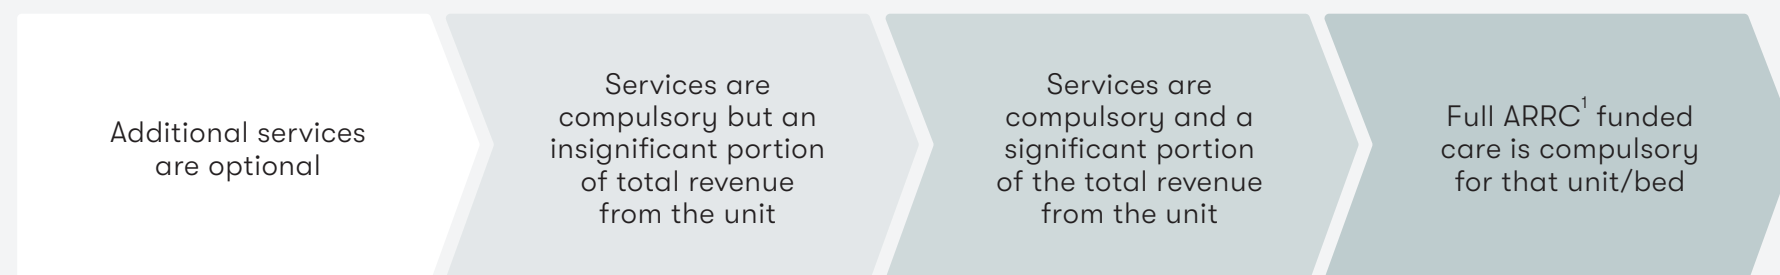 Additional services
are optional
Services are
compulsory but an
insignificant portion
of total revenue
from the unit
Services are
compulsory and a
significant portion
of the total revenue
from the unit
Full ARRC¹ funded
care is compulsory
for that unit/bed